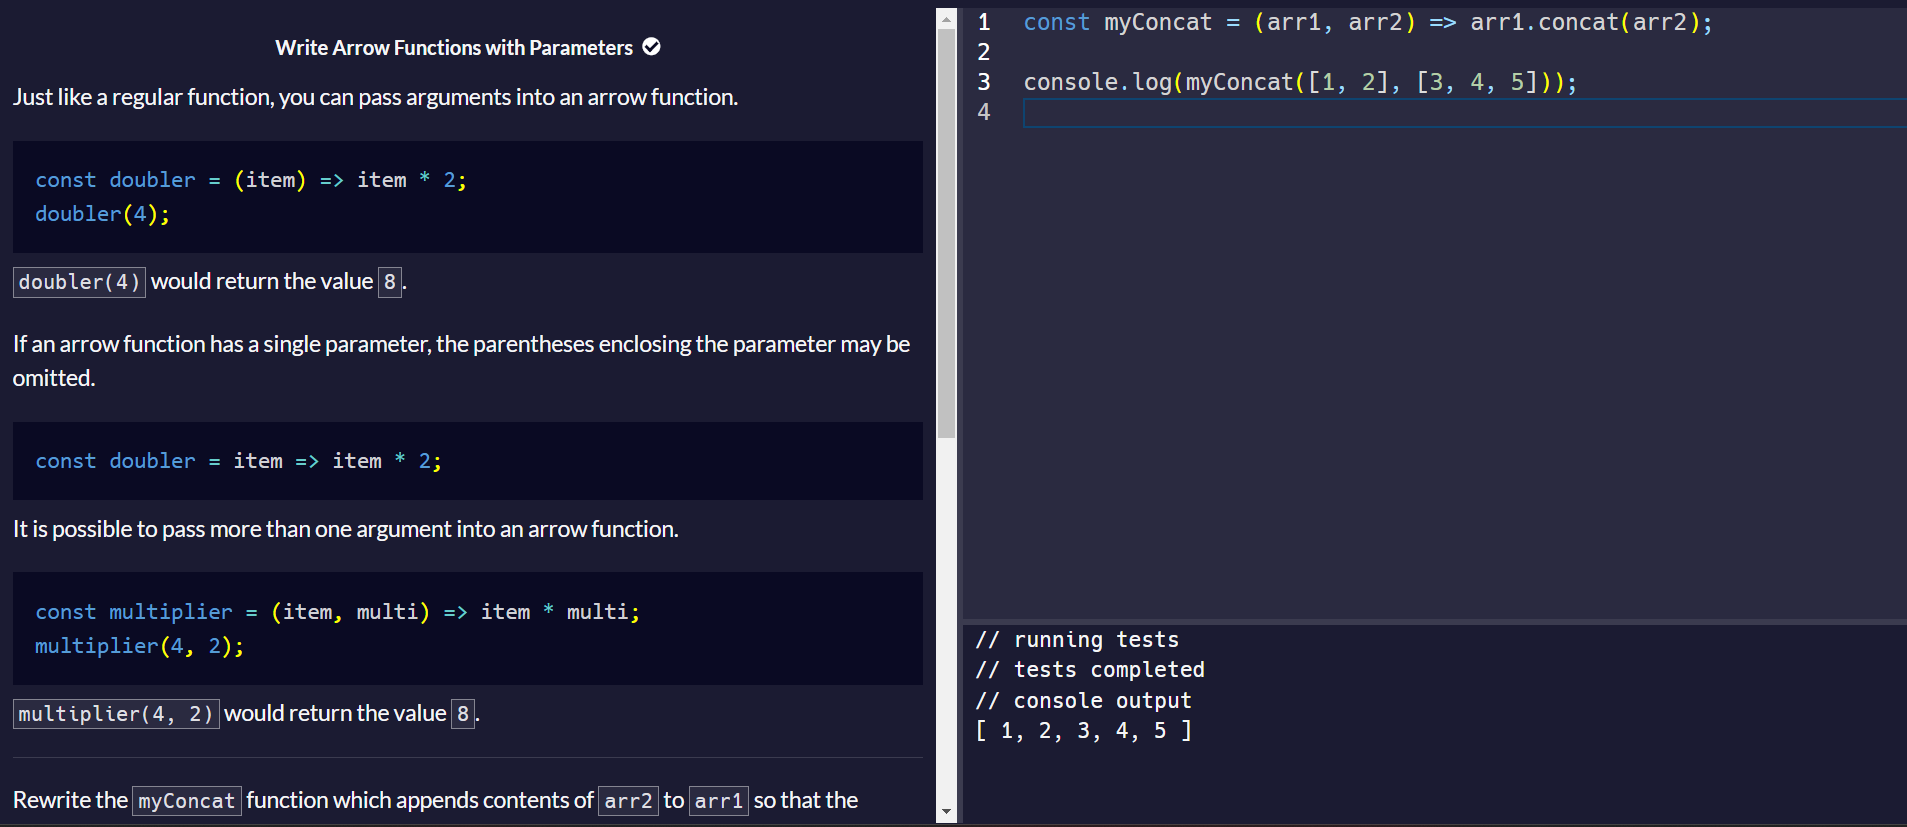 Write Arrow Functions with Parameters
Just like a regular function, you can pass arguments into an arrow function.
const doubler = (item) => item * 2;
doubler(4);
doubler(4) would return the value 8.
If an arrow function has a single parameter, the parentheses enclosing the parameter may be
omitted.
const doubler = item => item * 2;
It is possible to pass more than one argument into an arrow function.
const multiplier = (item, multi) => item * multi;
multiplier(4, 2);
multiplier(4, 2) would return the value 8.
Rewrite the myConcat function which appends contents of arr2 to arr1 so that the
1 const myConcat = (arr1, arr2) => arr1.concat(arr2);
2
3 console.log(myConcat([1, 2], [3, 4, 5]));
4
// running tests
// tests completed
// console output
[ 1, 2, 3, 4, 5 ]